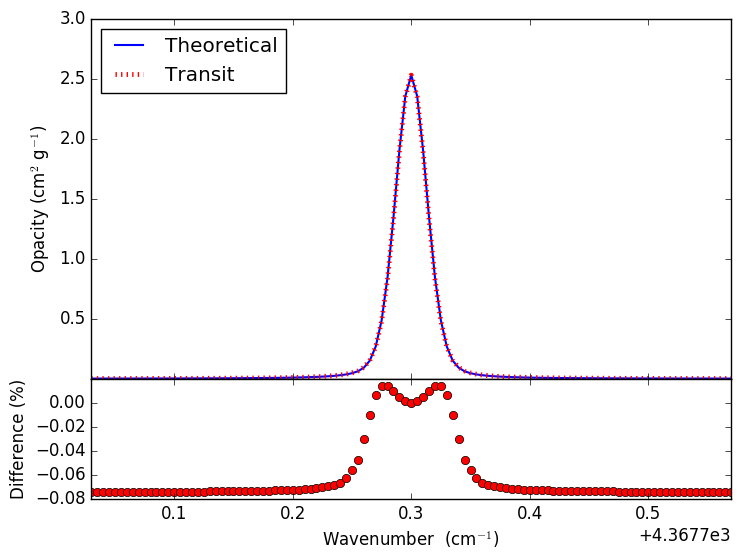 3.0
Theoretical
Transit
2.5
2.0
1.5
1.0
0.5
Opacity (cm² g⁻¹)
0.00
−0.02
−0.04
−0.06
−0.08
Difference (%)
0.1 0.2 0.3 0.4 0.5
Wavenumber (cm⁻¹)
+4.3677e3